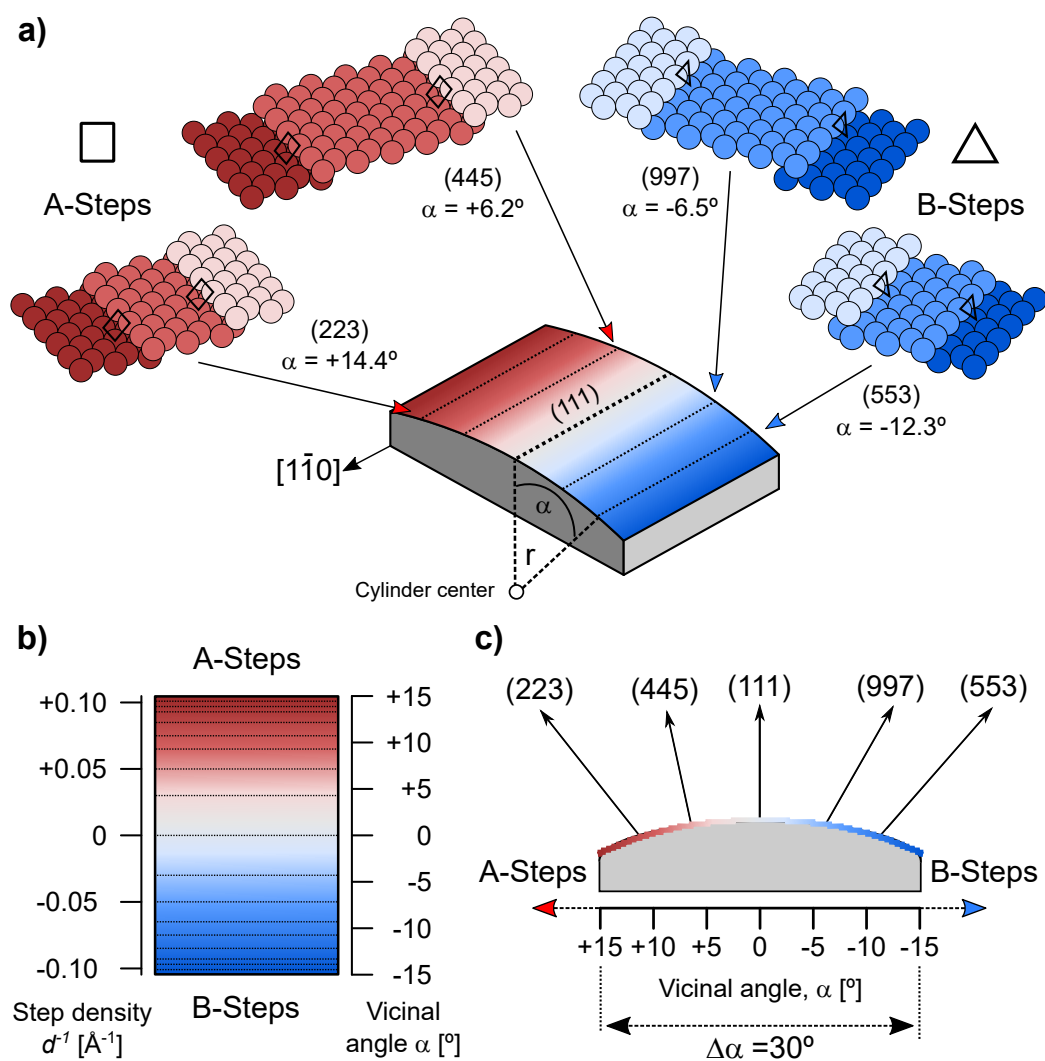 a)
A-Steps
(445)
α = +6.2º
(997)
α = -6.5º
B-Steps
(223)
α = +14.4º
(111)
(553)
α = -12.3º
[11̅0]
α
r
Cylinder center
b)
A-Steps
+0.10
+0.05
0
-0.05
-0.10
+15
+10
+5
0
-5
-10
-15
Step density
d⁻¹ [Å⁻¹]
B-Steps
Vicinal
angle α [º]
c)
(223) (445) (111) (997) (553)
A-Steps
B-Steps
+15 +10 +5 0 -5 -10 -15
Vicinal angle, α [º]
Δα =30º